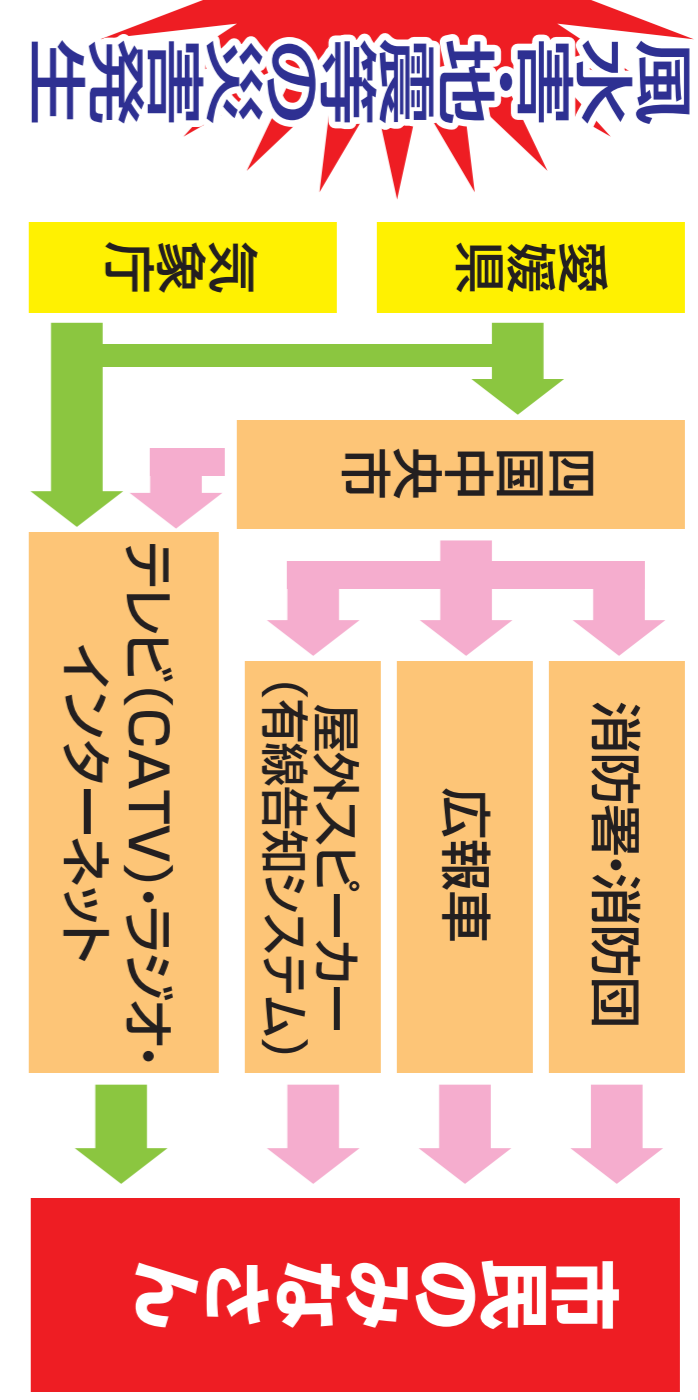 風水害・地震等の災害発生
愛媛県
気象庁
四国中央市
消防署・消防団
広報車
屋外スピーカー
(有線告知システム)
テレビ(CATV)・ラジオ・
インターネット
市民のみなさん